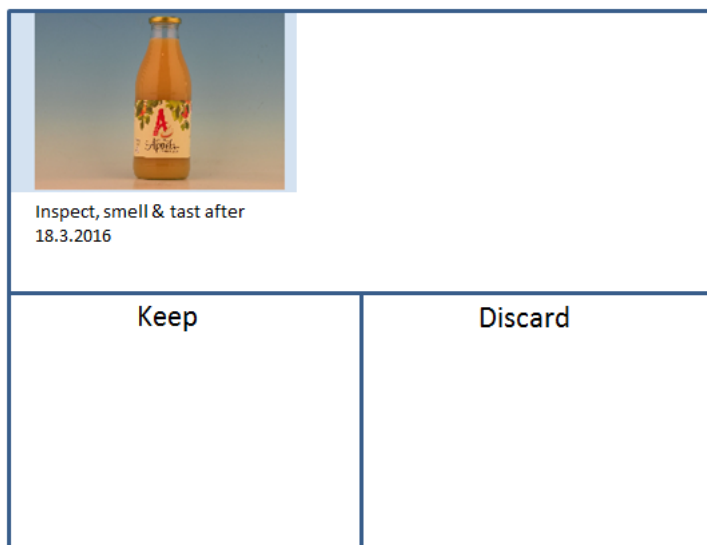 A
Inspect, smell & tast after
18.3.2016
Keep
Discard